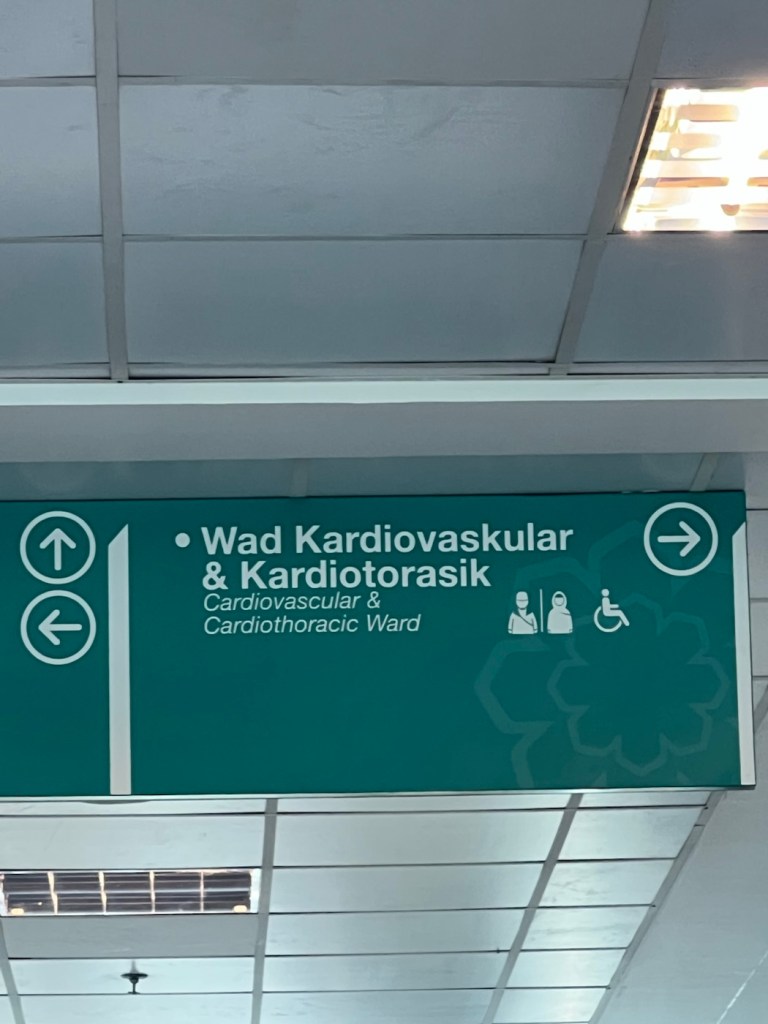 • Wad Kardiovaskular
& Kardiotorasik
Cardiovascular &
Cardiothoracic Ward